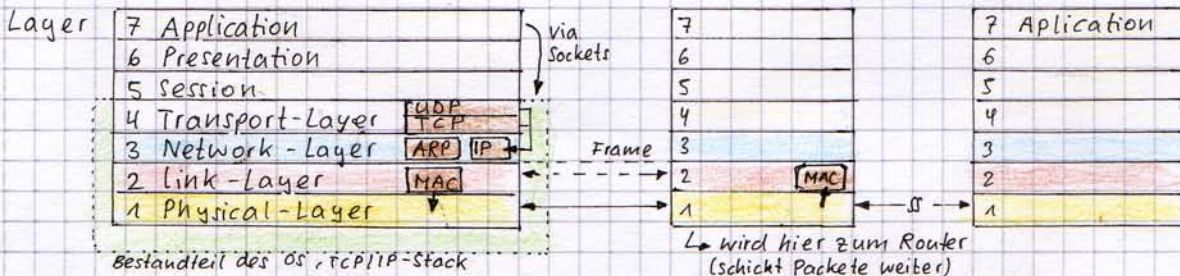 Layer
7 Application
6 Presentation
5 Session
4 Transport-Layer UDP
TCP
3 Network-Layer ARP IP
2 link-Layer MAC
1 Physical-Layer
Bestandteil des OS, TCP/IP-Stack
via
Sockets
Frame
7
6
5
4
3
2 MAC
1
↳ wird hier zum Router
(schickt Packete weiter)
7 Aplication
6
5
4
3
2
1